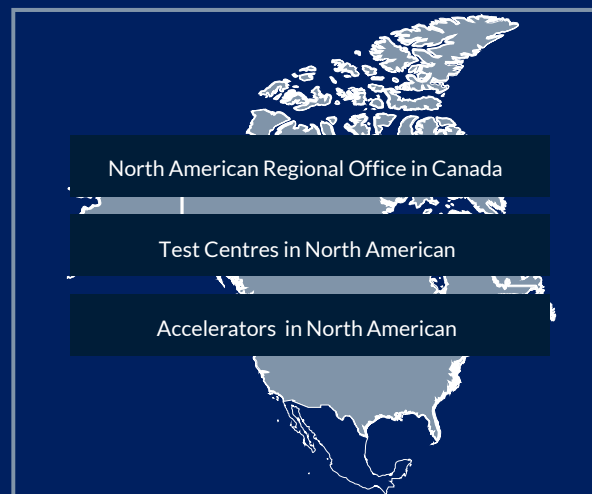 North American Regional Office in Canada
Test Centres in North American
Accelerators  in North American